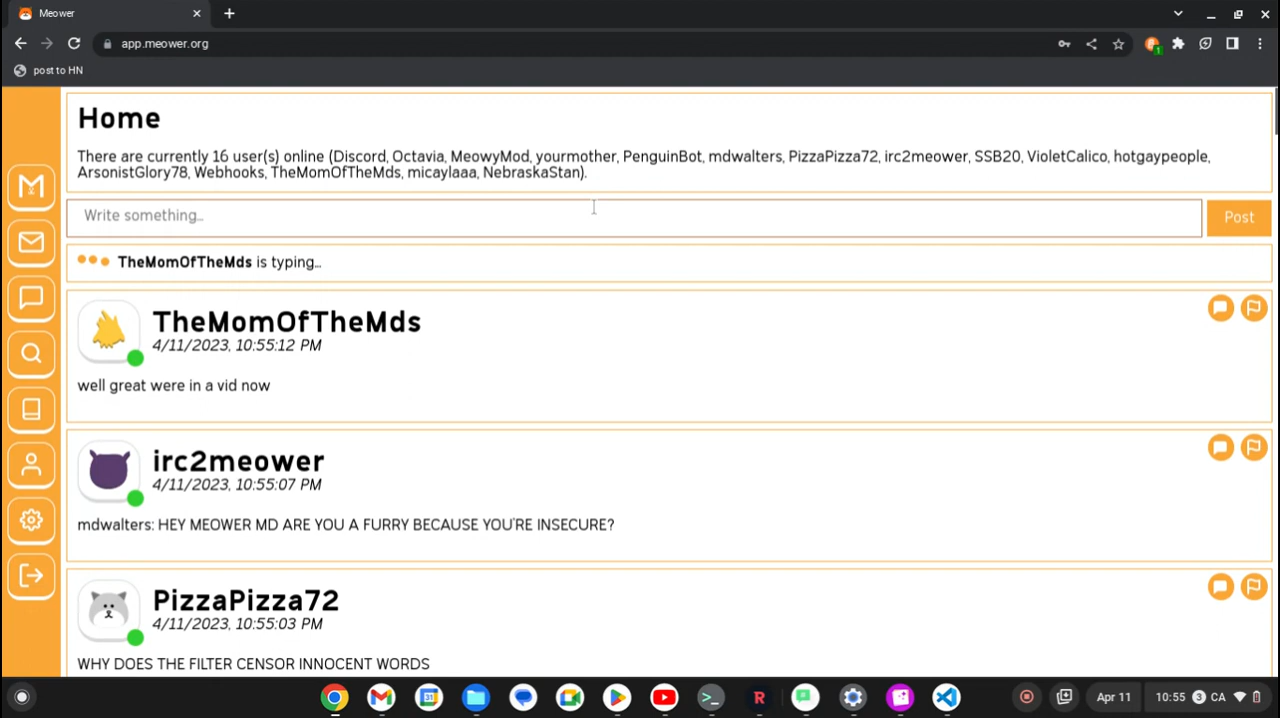 Meower
app.meower.org
post to HN
Home
There are currently 16 user(s) online (Discord, Octavia, MeowyMod, yourmother, PenguinBot, mdwalters, PizzaPizza72, irc2meower, SSB20, VioletCalico, hotgaypeople,
ArsonistGlory78, Webhooks, TheMomOfTheMds, micaylaaa, NebraskaStan).
Write something... Post
TheMomOfTheMds is typing...
TheMomOfTheMds
4/11/2023, 10:55:12 PM
well great were in a vid now
irc2meower
4/11/2023, 10:55:07 PM
mdwalters: HEY MEOWER MD ARE YOU A FURRY BECAUSE YOU'RE INSECURE?
PizzaPizza72
4/11/2023, 10:55:03 PM
WHY DOES THE FILTER CENSOR INNOCENT WORDS
Apr 11 10:55 3 CA